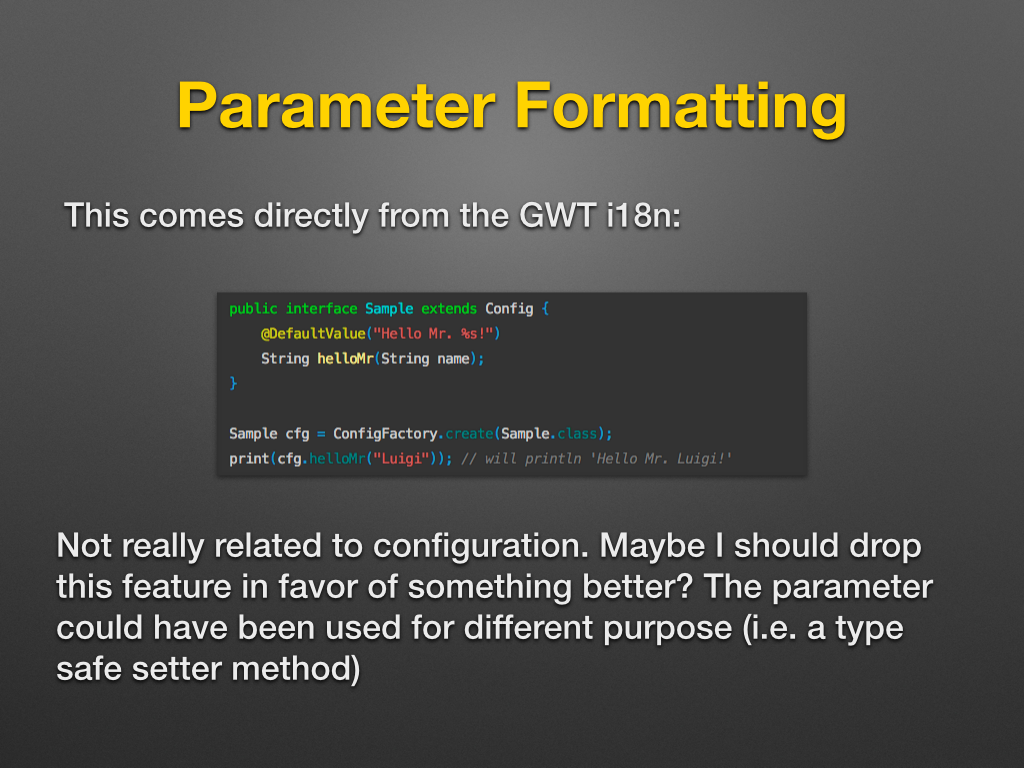 Parameter Formatting
This comes directly from the GWT i18n:
public interface Sample extends Config {
    @DefaultValue("Hello Mr. %s!")
    String helloMr(String name);
}
Sample cfg = ConfigFactory.create(Sample.class);
print(cfg.helloMr("Luigi")); // will println 'Hello Mr. Luigi!'
Not really related to configuration. Maybe I should drop
this feature in favor of something better? The parameter
could have been used for different purpose (i.e. a type
safe setter method)